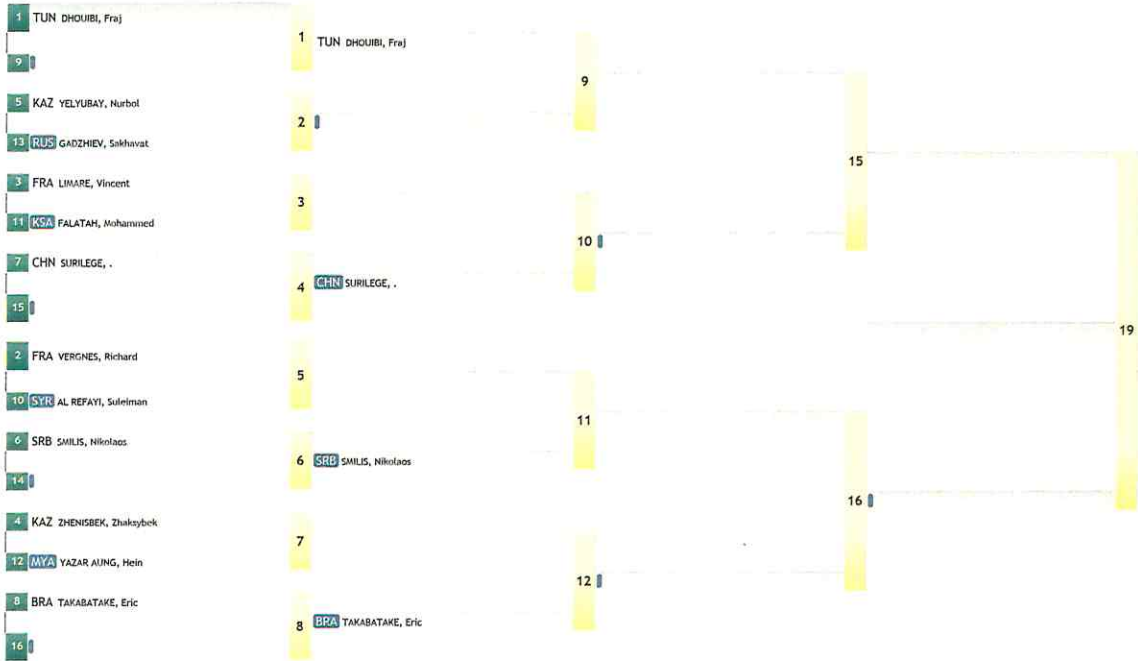 1 TUN DHOUIBI, Fraj
9
5 KAZ YELYUBAY, Nurbol
13 RUS GADZHIEV, Sakhavat
3 FRA LIMARE, Vincent
11 KSA FALATAH, Mohammed
7 CHN SURILEGE, .
15
2 FRA VERGNES, Richard
10 SYR AL REFAYI, Suleiman
6 SRB SMILIS, Nikolaos
14
4 KAZ ZHENISBEK, Zhaksybek
12 MYA YAZAR AUNG, Hein
8 BRA TAKABATAKE, Eric
16
1 TUN DHOUIBI, Fraj
2
3
4 CHN SURILEGE, .
5
6 SRB SMILIS, Nikolaos
7
8 BRA TAKABATAKE, Eric
9
10
11
12
15
16
19